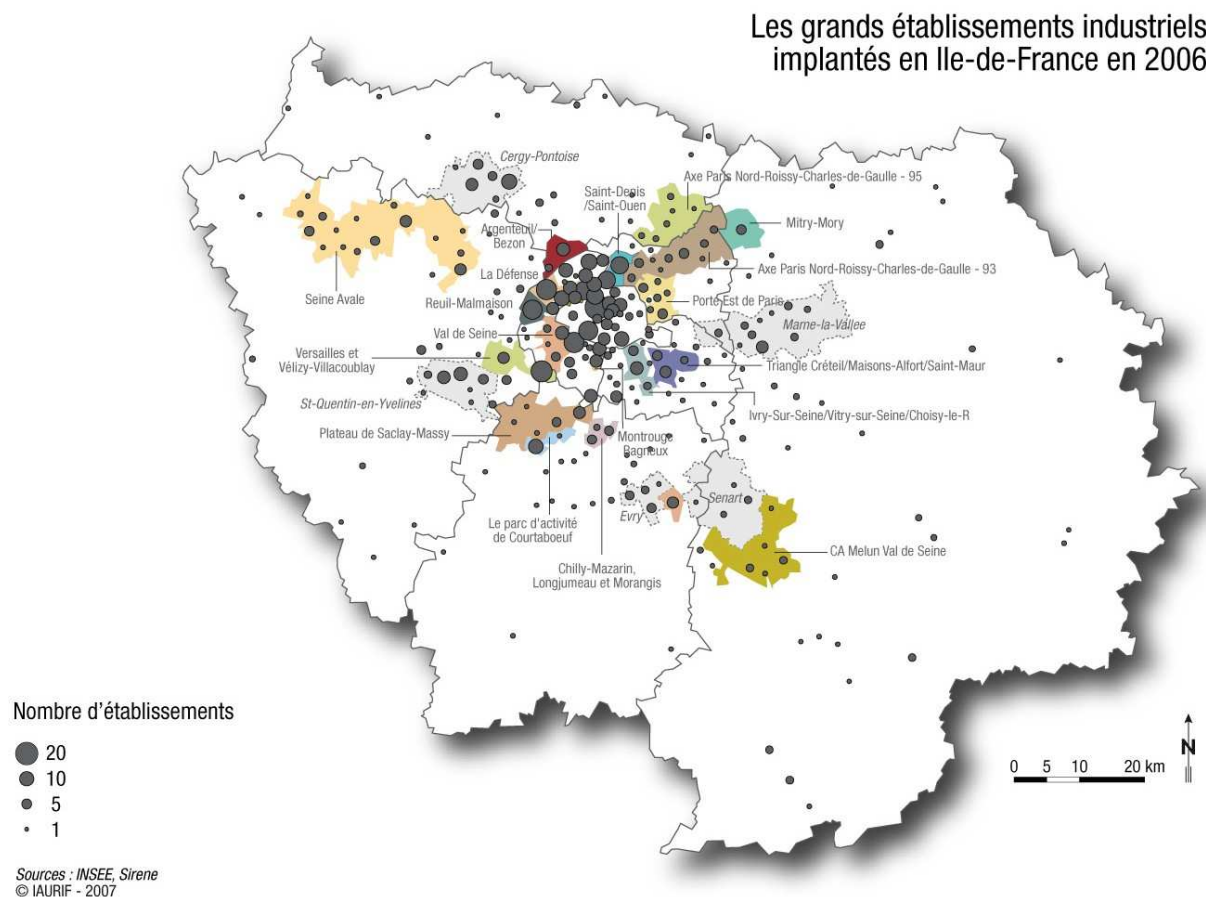 Les grands établissements industriels
implantés en Ile-de-France en 2006
Cergy-Pontoise
Axe Paris Nord-Roissy-Charles-de-Gaulle - 95
Saint-Denis
/Saint-Ouen
Mitry-Mory
Argenteuil/
Bezon
La Défense
Axe Paris Nord-Roissy-Charles-de-Gaulle - 93
Seine Avale
Reuil-Malmaison
Porte Est de Paris
Marne-la-Vallee
Val de Seine
Versailles et
Vélizy-Villacoublay
Triangle Créteil/Maisons-Alfort/Saint-Maur
St-Quentin-en-Yvelines
Ivry-Sur-Seine/Vitry-sur-Seine/Choisy-le-R
Plateau de Saclay-Massy
Montrouge
Bagneux
Senart
Evry
Le parc d'activité
de Courtaboeuf
CA Melun Val de Seine
Chilly-Mazarin,
Longjumeau et Morangis
Nombre d'établissements
20
10
5
1
N
0 5 10 20 km
Sources : INSEE, Sirene
© IAURIF - 2007